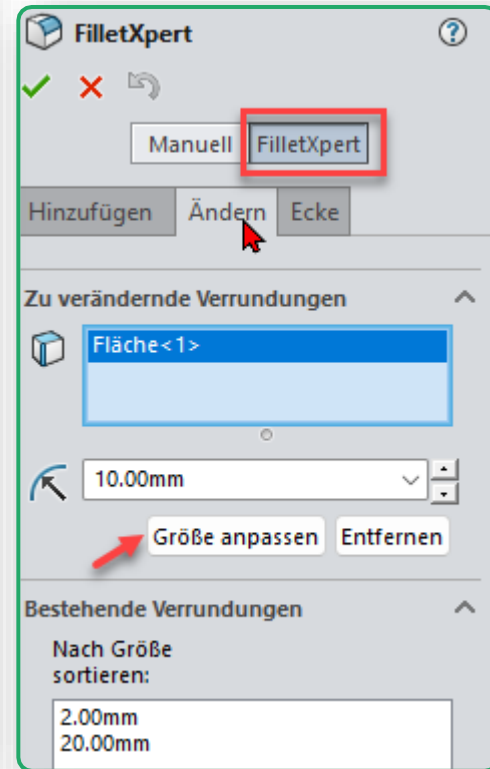 FilletXpert
Manuell FilletXpert
Hinzufügen Ändern Ecke
Zu verändernde Verrundungen
Fläche<1>
10.00mm
Größe anpassen Entfernen
Bestehende Verrundungen
Nach Größe
sortieren:
2.00mm
20.00mm